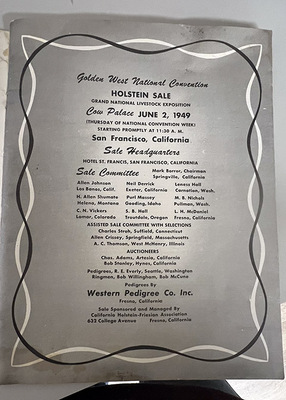 Golden West National Convention
HOLSTEIN SALE
GRAND NATIONAL LIVESTOCK EXPOSITION
Cow Palace JUNE 2, 1949
(THURSDAY OF NATIONAL CONVENTION WEEK)
STARTING PROMPTLY AT 11:30 A. M.
San Francisco, California
Sale Headquarters
HOTEL ST. FRANCIS, SAN FRANCISCO, CALIFORNIA
Sale Committee
Mark Borror, Chairman
Springville, California
Allen Johnson
Los Banos, Calif.
Neil Derrick
Exeter, California
Leness Hall
Carnation, Wash.
H. Allen Shumate
Helena, Montana
Purl Massey
Gooding, Idaho
M. B. Nichols
Pullman, Wash.
C. N. Vickers
Lamar, Colorado
S. B. Hall
Troutdale, Oregon
L. H. McDaniel
Fresno, California
ASSISTED SALE COMMITTEE WITH SELECTIONS
Charles Stroh, Suffield, Connecticut
Allen Crissey, Springfield, Massachusetts
A. C. Thomson, West McHenry, Illinois
AUCTIONEERS
Chas. Adams, Artesia, California
Bob Stanley, Hynes, California
Pedigrees, R. E. Everly, Seattle, Washington
Ringmen, Bob Willingham, Bob McCune
Pedigrees By
Western Pedigree Co. Inc.
Fresno, California
Sale Sponsored and Managed By
California Holstein-Friesian Association
632 College Avenue Fresno, California